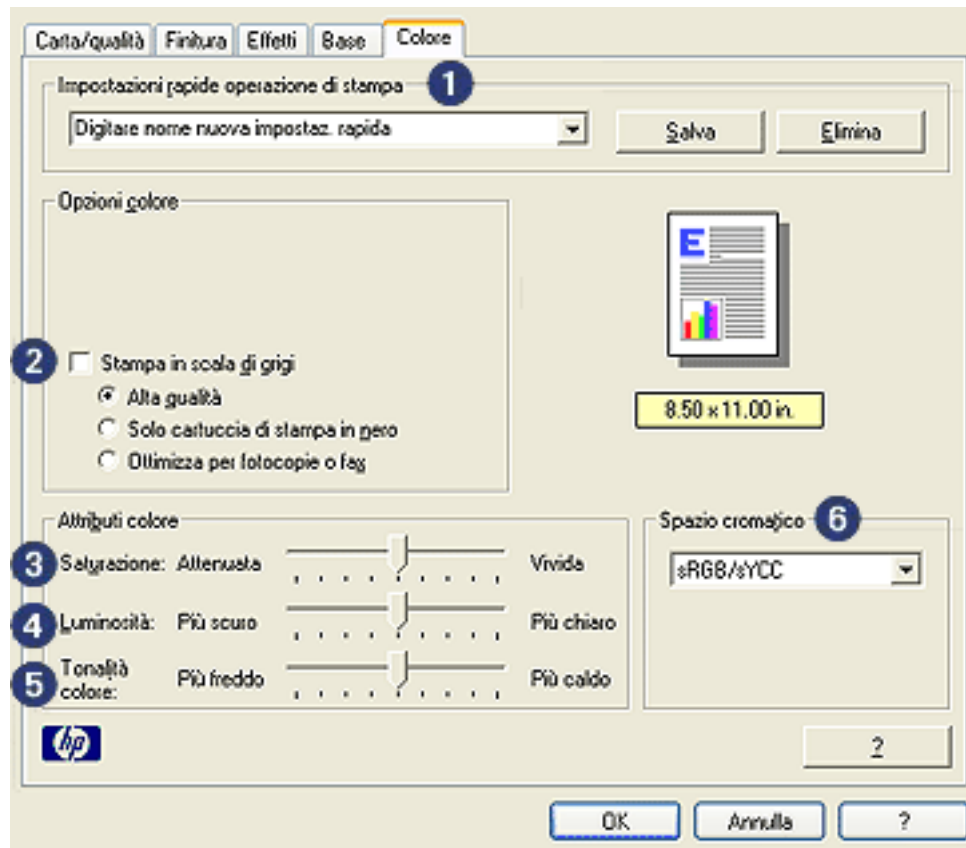 Carta/qualità Finitura Effetti Base Colore
Impostazioni rapide operazione di stampa 1
Digitare nome nuova impostaz. rapida Salva Elimina
Opzioni colore
E
2 Stampa in scala di grigi
Alta qualità
8.50 x 11.00 in.
Solo cartuccia di stampa in nero
Ottimizza per fotocopie o fax
Attributi colore
Spazio cromatico 6
3 Saturazione: Attenuata Vivida
sRGB/sYCC
4 Luminosità: Più scuro Più chiaro
5 Tonalità colore: Più freddo Più caldo
hp
?
OK Annulla ?